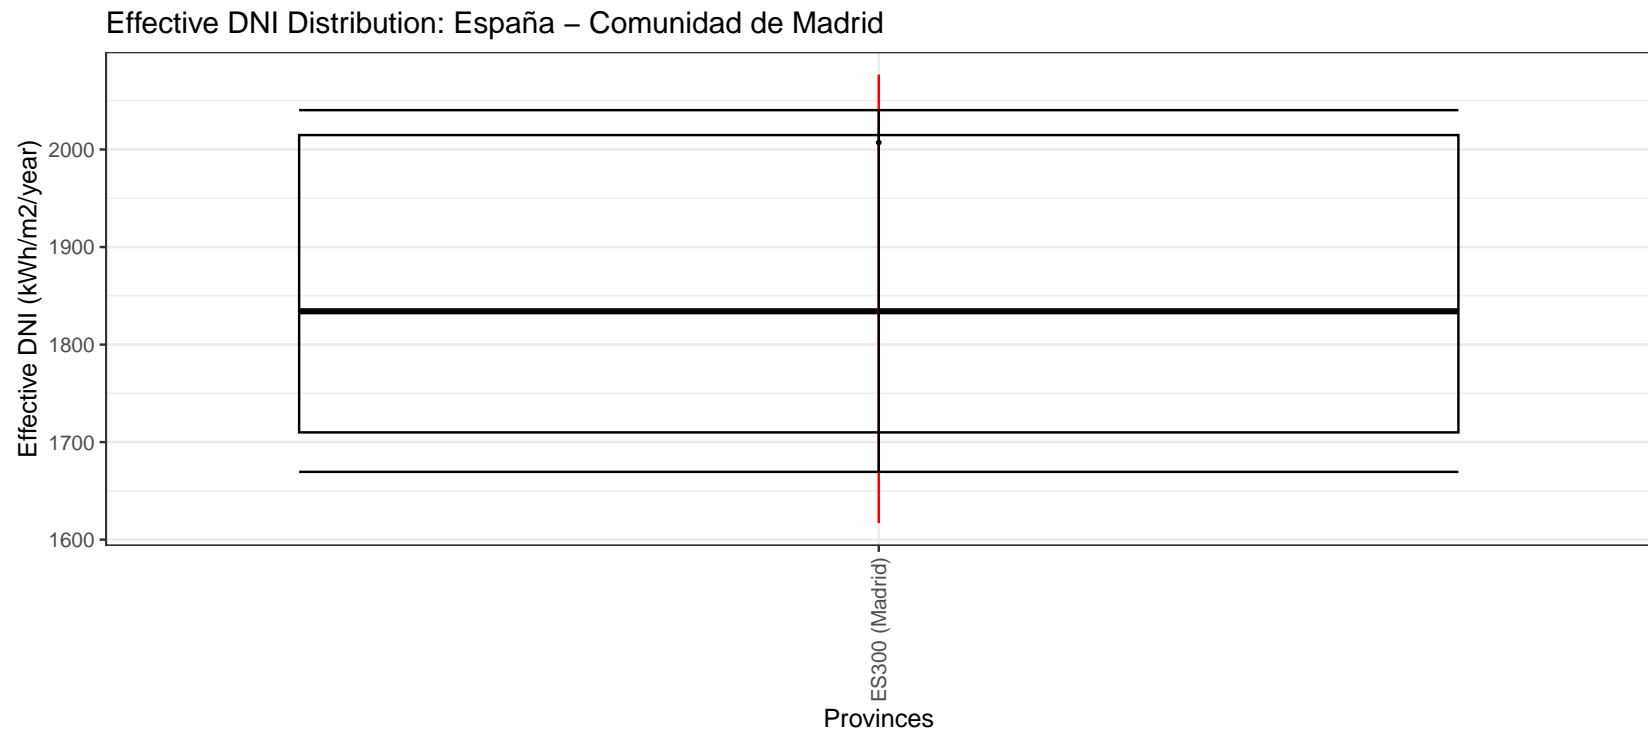 Effective DNI Distribution: España – Comunidad de Madrid
Effective DNI (kWh/m2/year)
2000
1900
1800
1700
1600
ES300 (Madrid)
Provinces